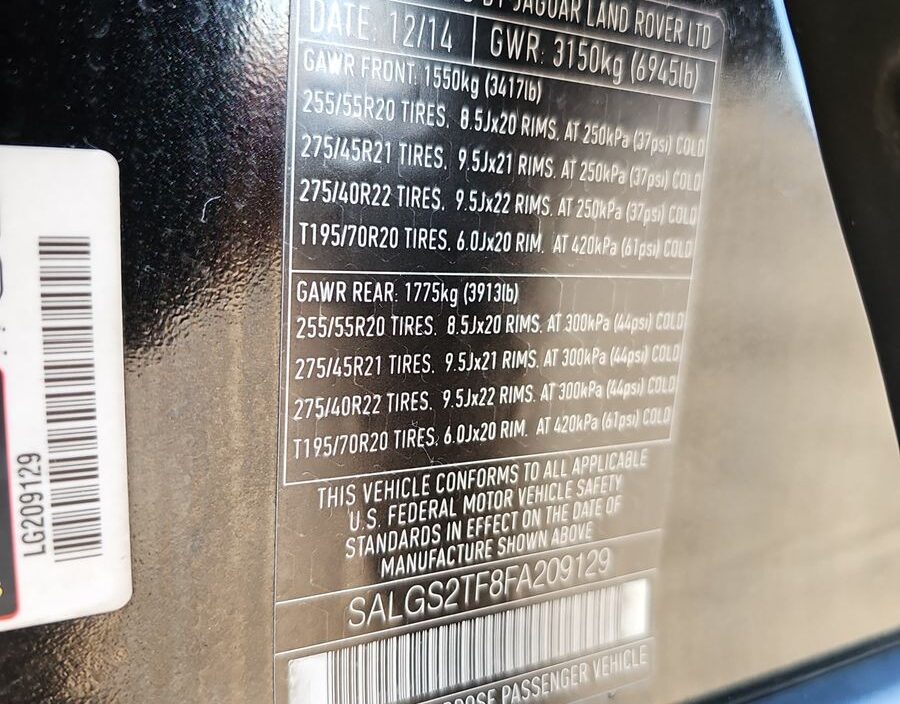 BY JAGUAR LAND ROVER LTD
DATE: 12/14 GWR: 3150kg (6945lb)
GAWR FRONT: 1550kg (3417lb)
255/55R20 TIRES. 8.5Jx20 RIMS. AT 250kPa (37psi) COLD
275/45R21 TIRES. 9.5Jx21 RIMS. AT 250kPa (37psi) COLD
275/40R22 TIRES. 9.5Jx22 RIMS. AT 250kPa (37psi) COLD
T195/70R20 TIRES. 6.0Jx20 RIM. AT 420kPa (61psi) COLD
GAWR REAR: 1775kg (3913lb)
255/55R20 TIRES. 8.5Jx20 RIMS. AT 300kPa (44psi) COLD
275/45R21 TIRES. 9.5Jx21 RIMS. AT 300kPa (44psi) COLD
275/40R22 TIRES. 9.5Jx22 RIMS. AT 300kPa (44psi) COLD
T195/70R20 TIRES. 6.0Jx20 RIM. AT 420kPa (61psi) COLD
THIS VEHICLE CONFORMS TO ALL APPLICABLE
U.S. FEDERAL MOTOR VEHICLE SAFETY
STANDARDS IN EFFECT ON THE DATE OF
MANUFACTURE SHOWN ABOVE
SALGS2TF8FA209129
PASSENGER VEHICLE
LG209129